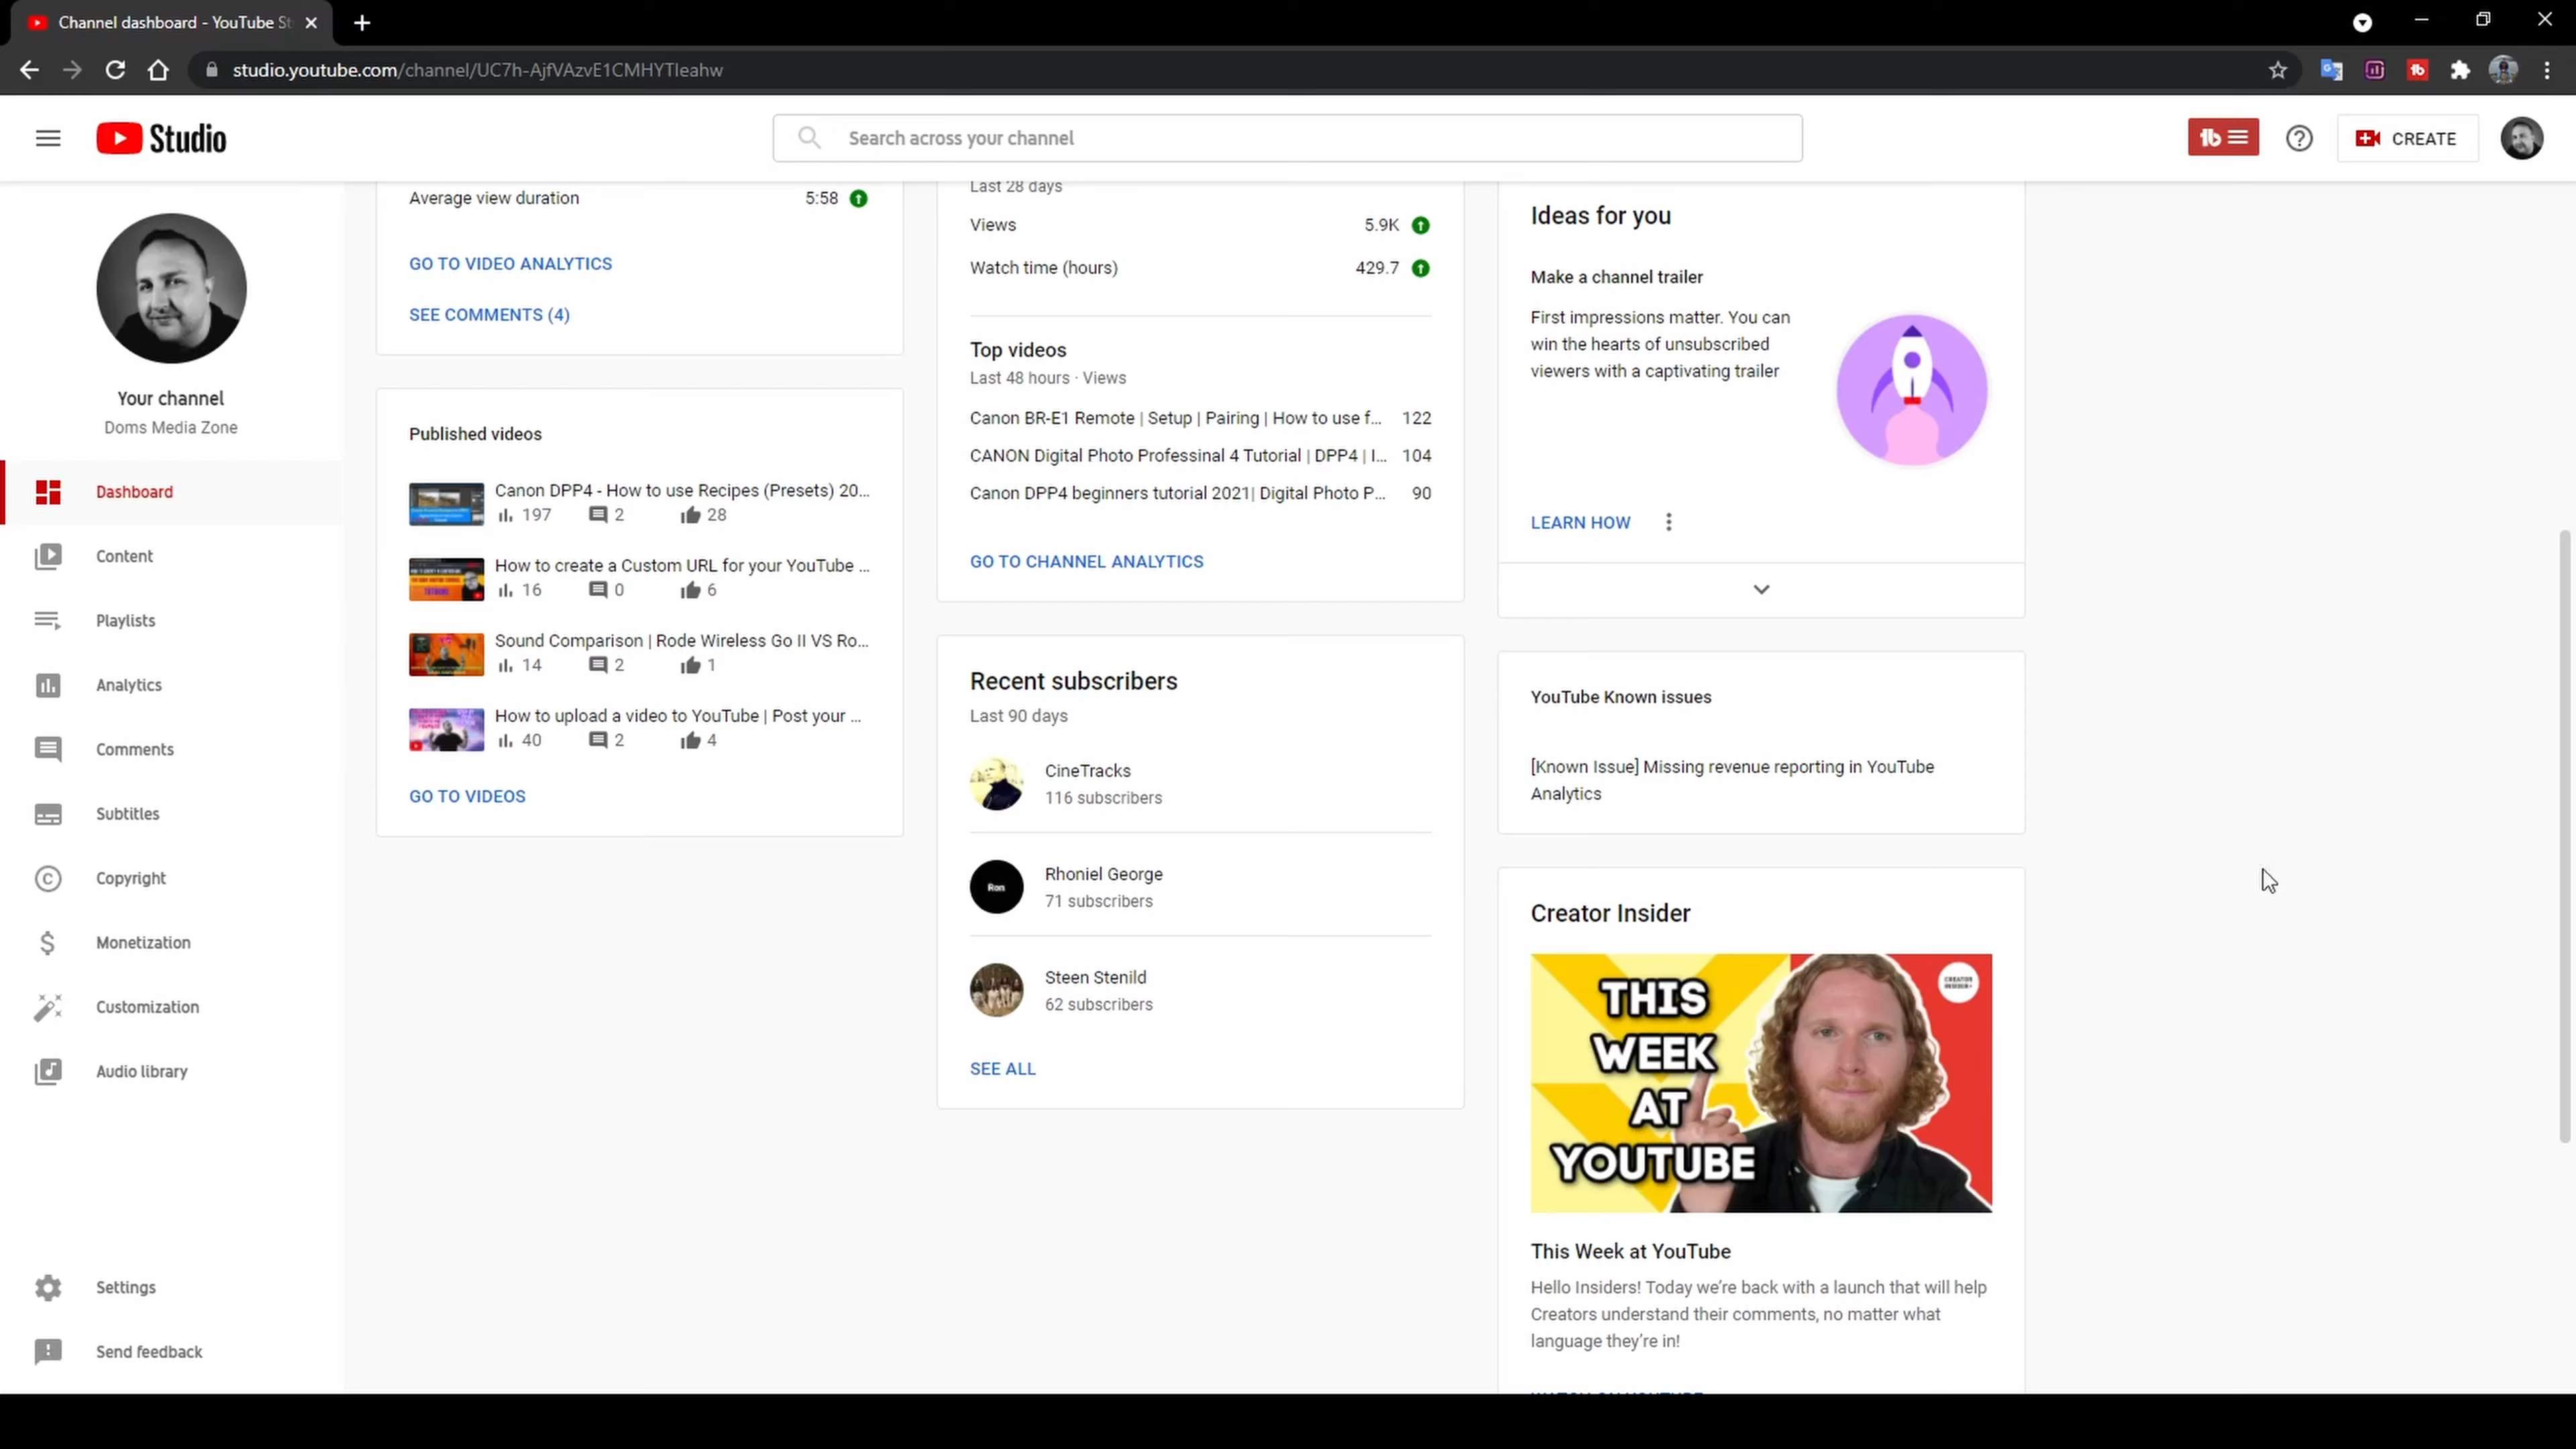 Channel dashboard - YouTube St
studio.youtube.com/channel/UC7h-AjfVAzvE1CMHYTleahw
Studio
Search across your channel
CREATE
Your channel
Doms Media Zone
Dashboard
Content
Playlists
Analytics
Comments
Subtitles
Copyright
Monetization
Customization
Audio library
Settings
Send feedback
Average view duration 5:58
GO TO VIDEO ANALYTICS
SEE COMMENTS (4)
Published videos
Canon DPP4 - How to use Recipes (Presets) 20...
197 2 28
How to create a Custom URL for your YouTube ...
16 0 6
Sound Comparison | Rode Wireless Go II VS Ro...
14 2 1
How to upload a video to YouTube | Post your ...
40 2 4
GO TO VIDEOS
Last 28 days
Views 5.9K
Watch time (hours) 429.7
Top videos
Last 48 hours · Views
Canon BR-E1 Remote | Setup | Pairing | How to use f... 122
CANON Digital Photo Professinal 4 Tutorial | DPP4 | I... 104
Canon DPP4 beginners tutorial 2021| Digital Photo P... 90
GO TO CHANNEL ANALYTICS
Recent subscribers
Last 90 days
CineTracks
116 subscribers
Ron
Rhoniel George
71 subscribers
Steen Stenild
62 subscribers
SEE ALL
Ideas for you
Make a channel trailer
First impressions matter. You can
win the hearts of unsubscribed
viewers with a captivating trailer
LEARN HOW
YouTube Known issues
[Known Issue] Missing revenue reporting in YouTube
Analytics
Creator Insider
THIS
WEEK
AT
YOUTUBE
CREATOR
INSIDER
This Week at YouTube
Hello Insiders! Today we're back with a launch that will help
Creators understand their comments, no matter what
language they're in!